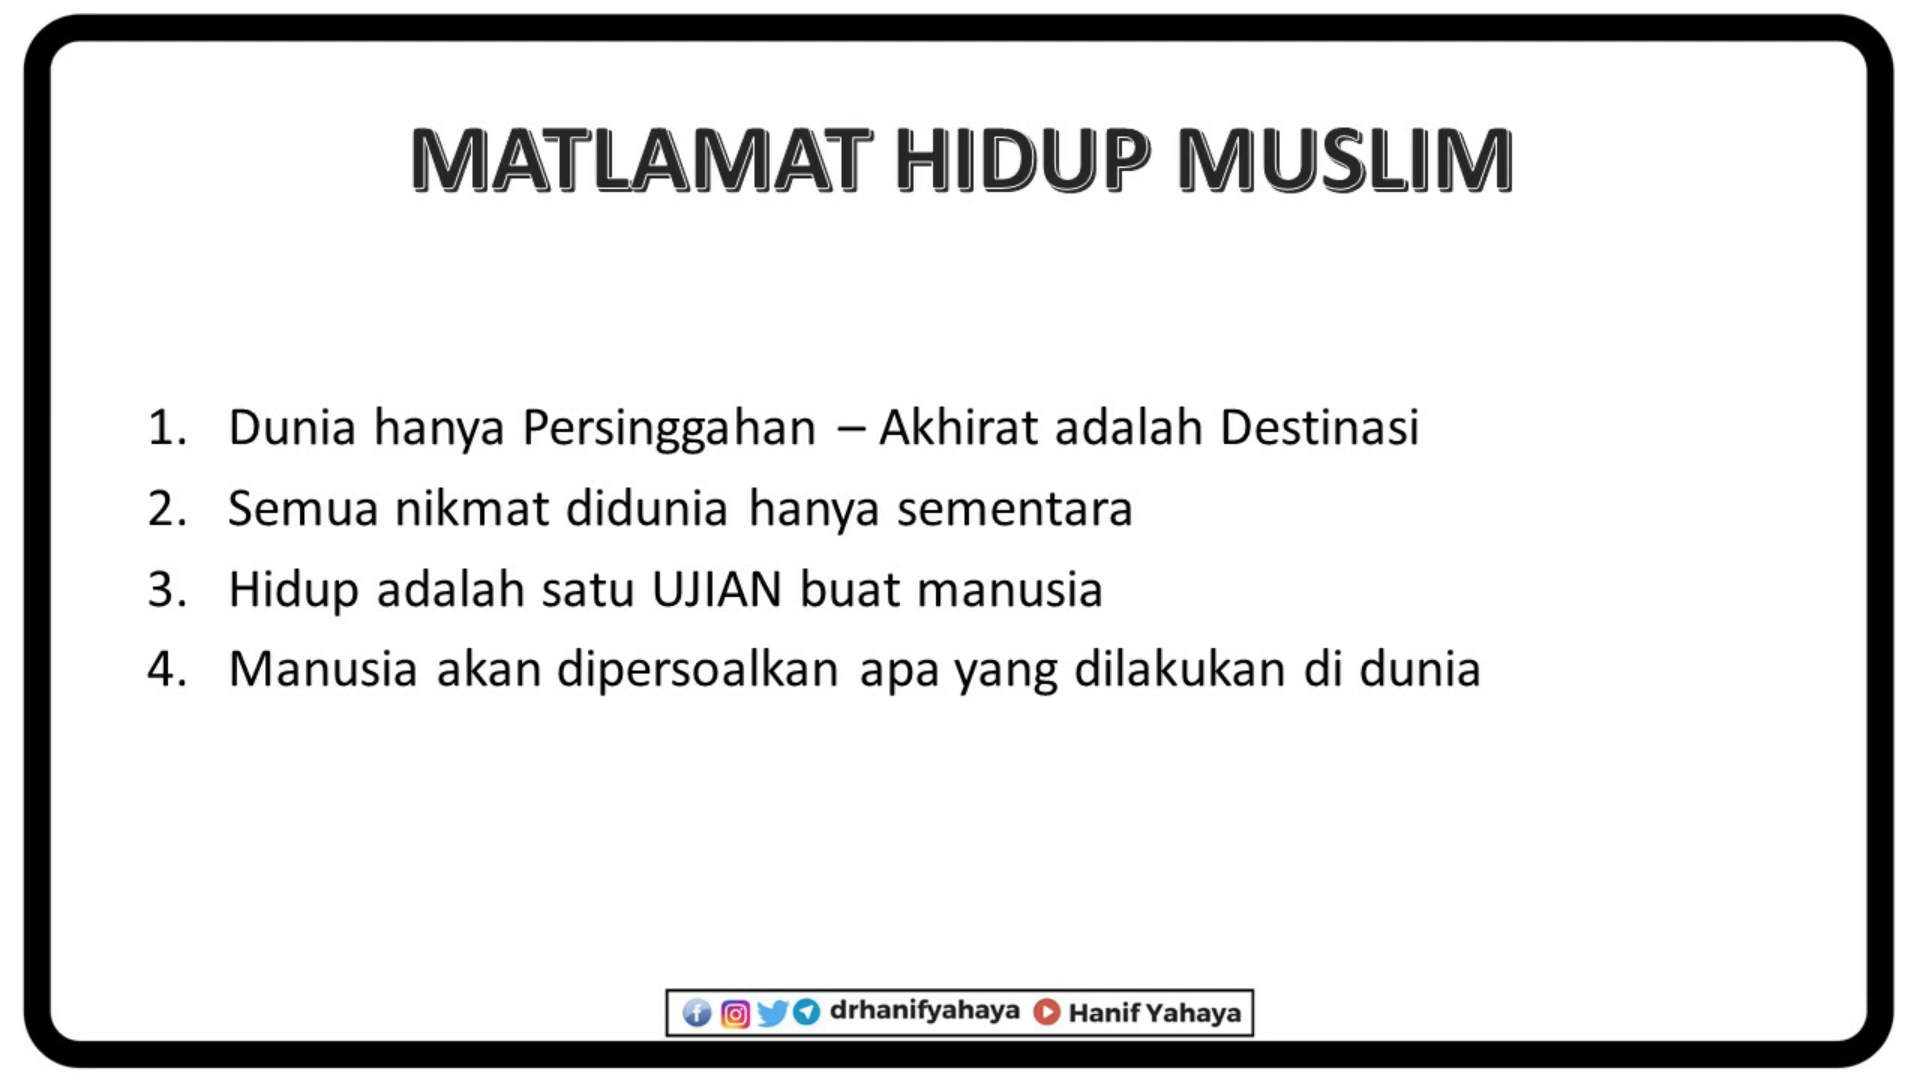 MATLAMAT HIDUP MUSLIM
1. Dunia hanya Persinggahan – Akhirat adalah Destinasi
2. Semua nikmat didunia hanya sementara
3. Hidup adalah satu UJIAN buat manusia
4. Manusia akan dipersoalkan apa yang dilakukan di dunia
drhanifyahaya Hanif Yahaya